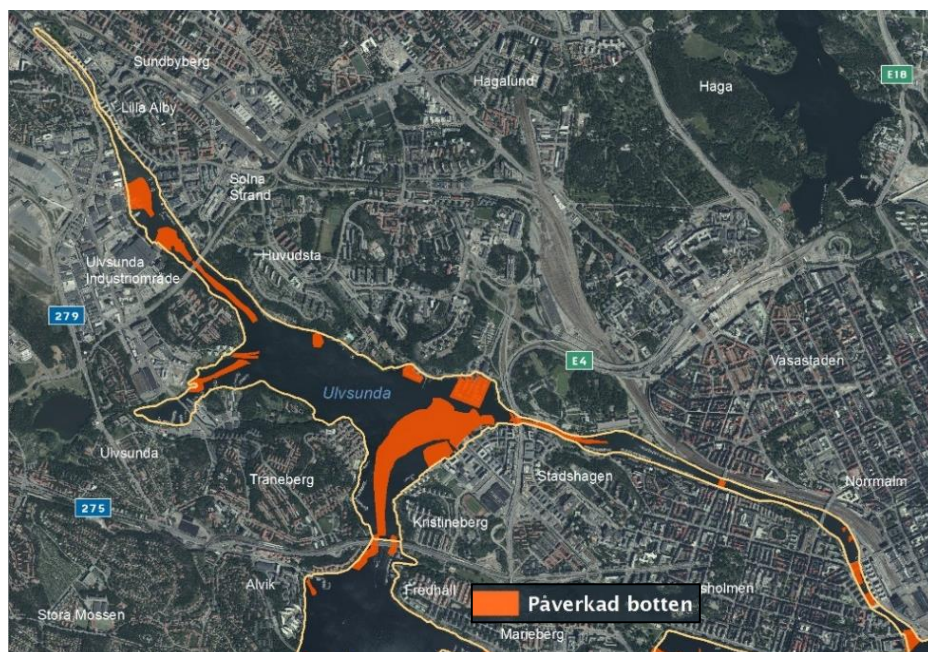 Sundbyberg
Hagalund
Haga
E18
Lilla Alby
Solna
Strand
Huvudsta
Ulvsunda
Industriområde
279
E4
Vasastaden
Ulvsunda
Ulvsunda
Traneberg
Stadshagen
Norrmalm
275
Kristineberg
Alvik
Fredhäll
sholmen
Stora Mossen
Påverkad botten
Marieberg